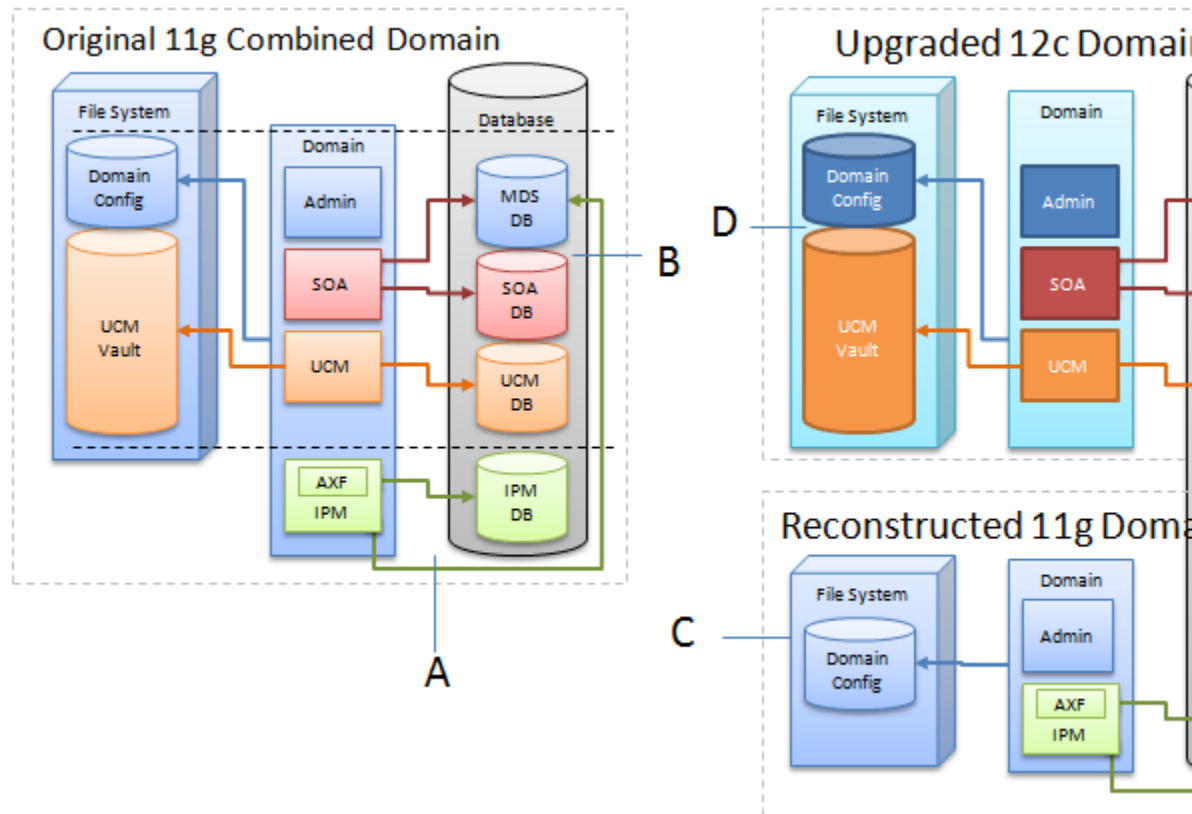 Original 11g Combined Domain
File System
Domain
Config
UCM
Vault
Domain
Admin
SOA
UCM
AXF
IPM
Database
MDS
DB
SOA
DB
UCM
DB
IPM
DB
A
B
Upgraded 12c Domain
File System
Domain
Config
UCM
Vault
Domain
Admin
SOA
UCM
D
Reconstructed 11g Doma
File System
Domain
Config
Domain
Admin
AXF
IPM
C